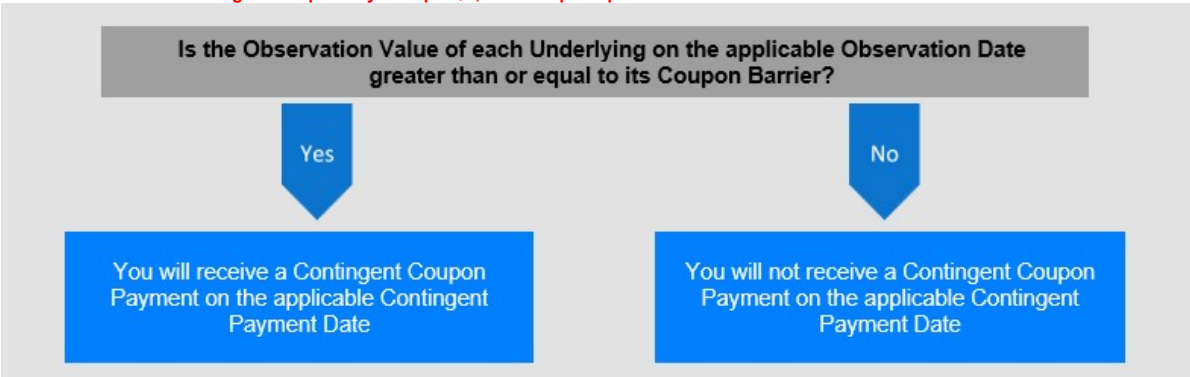 Is the Observation Value of each Underlying on the applicable Observation Date
greater than or equal to its Coupon Barrier?
Yes
No
You will receive a Contingent Coupon
Payment on the applicable Contingent
Payment Date
You will not receive a Contingent Coupon
Payment on the applicable Contingent
Payment Date